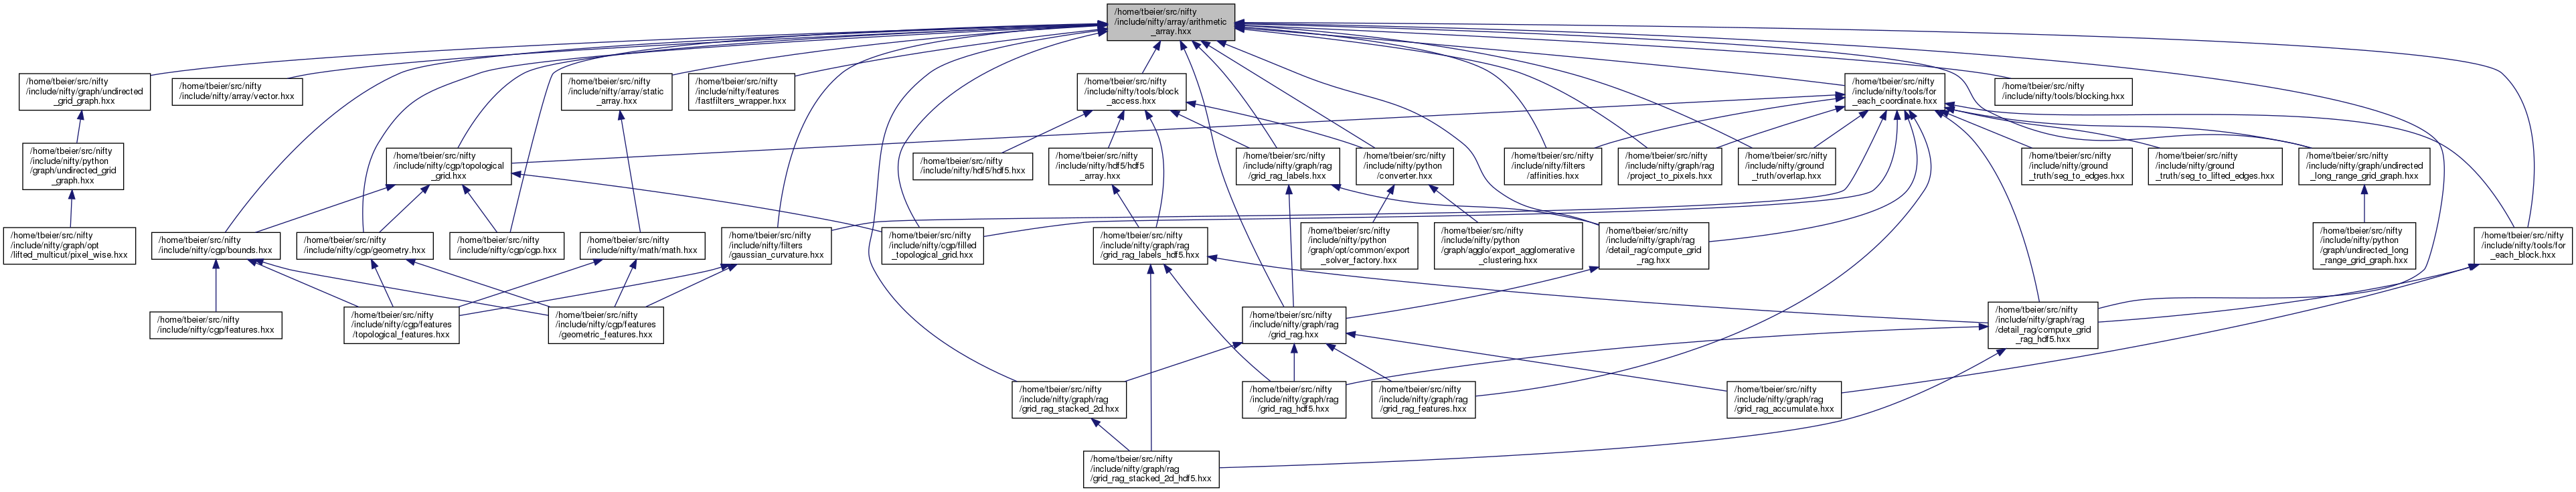 /home/tbeier/src/nifty
/include/nifty/array/arithmetic
_array.hxx
/home/tbeier/src/nifty
/include/nifty/graph/undirected
_grid_graph.hxx
/home/tbeier/src/nifty
/include/nifty/array/vector.hxx
/home/tbeier/src/nifty
/include/nifty/array/static
_array.hxx
/home/tbeier/src/nifty
/include/nifty/features
/fastfilters_wrapper.hxx
/home/tbeier/src/nifty
/include/nifty/tools/block
_access.hxx
/home/tbeier/src/nifty
/include/nifty/tools/for
_each_coordinate.hxx
/home/tbeier/src/nifty
/include/nifty/tools/blocking.hxx
/home/tbeier/src/nifty
/include/nifty/python
/graph/undirected_grid
_graph.hxx
/home/tbeier/src/nifty
/include/nifty/cgp/topological
_grid.hxx
/home/tbeier/src/nifty
/include/nifty/hdf5/hdf5.hxx
/home/tbeier/src/nifty
/include/nifty/hdf5/hdf5
_array.hxx
/home/tbeier/src/nifty
/include/nifty/graph/rag
/grid_rag_labels.hxx
/home/tbeier/src/nifty
/include/nifty/python
/converter.hxx
/home/tbeier/src/nifty
/include/nifty/filters
/affinities.hxx
/home/tbeier/src/nifty
/include/nifty/graph/rag
/project_to_pixels.hxx
/home/tbeier/src/nifty
/include/nifty/ground
_truth/overlap.hxx
/home/tbeier/src/nifty
/include/nifty/ground
_truth/seg_to_edges.hxx
/home/tbeier/src/nifty
/include/nifty/ground
_truth/seg_to_lifted_edges.hxx
/home/tbeier/src/nifty
/include/nifty/graph/undirected
_long_range_grid_graph.hxx
/home/tbeier/src/nifty
/include/nifty/graph/opt
/lifted_multicut/pixel_wise.hxx
/home/tbeier/src/nifty
/include/nifty/cgp/bounds.hxx
/home/tbeier/src/nifty
/include/nifty/cgp/geometry.hxx
/home/tbeier/src/nifty
/include/nifty/cgp/cgp.hxx
/home/tbeier/src/nifty
/include/nifty/math/math.hxx
/home/tbeier/src/nifty
/include/nifty/filters
/gaussian_curvature.hxx
/home/tbeier/src/nifty
/include/nifty/cgp/filled
_topological_grid.hxx
/home/tbeier/src/nifty
/include/nifty/graph/rag
/grid_rag_labels_hdf5.hxx
/home/tbeier/src/nifty
/include/nifty/python
/graph/opt/common/export
_solver_factory.hxx
/home/tbeier/src/nifty
/include/nifty/python
/graph/agglo/export_agglomerative
_clustering.hxx
/home/tbeier/src/nifty
/include/nifty/graph/rag
/detail_rag/compute_grid
_rag.hxx
/home/tbeier/src/nifty
/include/nifty/python
/graph/undirected_long
_range_grid_graph.hxx
/home/tbeier/src/nifty
/include/nifty/tools/for
_each_block.hxx
/home/tbeier/src/nifty
/include/nifty/cgp/features.hxx
/home/tbeier/src/nifty
/include/nifty/cgp/features
/topological_features.hxx
/home/tbeier/src/nifty
/include/nifty/cgp/features
/geometric_features.hxx
/home/tbeier/src/nifty
/include/nifty/graph/rag
/grid_rag.hxx
/home/tbeier/src/nifty
/include/nifty/graph/rag
/detail_rag/compute_grid
_rag_hdf5.hxx
/home/tbeier/src/nifty
/include/nifty/graph/rag
/grid_rag_stacked_2d.hxx
/home/tbeier/src/nifty
/include/nifty/graph/rag
/grid_rag_hdf5.hxx
/home/tbeier/src/nifty
/include/nifty/graph/rag
/grid_rag_features.hxx
/home/tbeier/src/nifty
/include/nifty/graph/rag
/grid_rag_accumulate.hxx
/home/tbeier/src/nifty
/include/nifty/graph/rag
/grid_rag_stacked_2d_hdf5.hxx